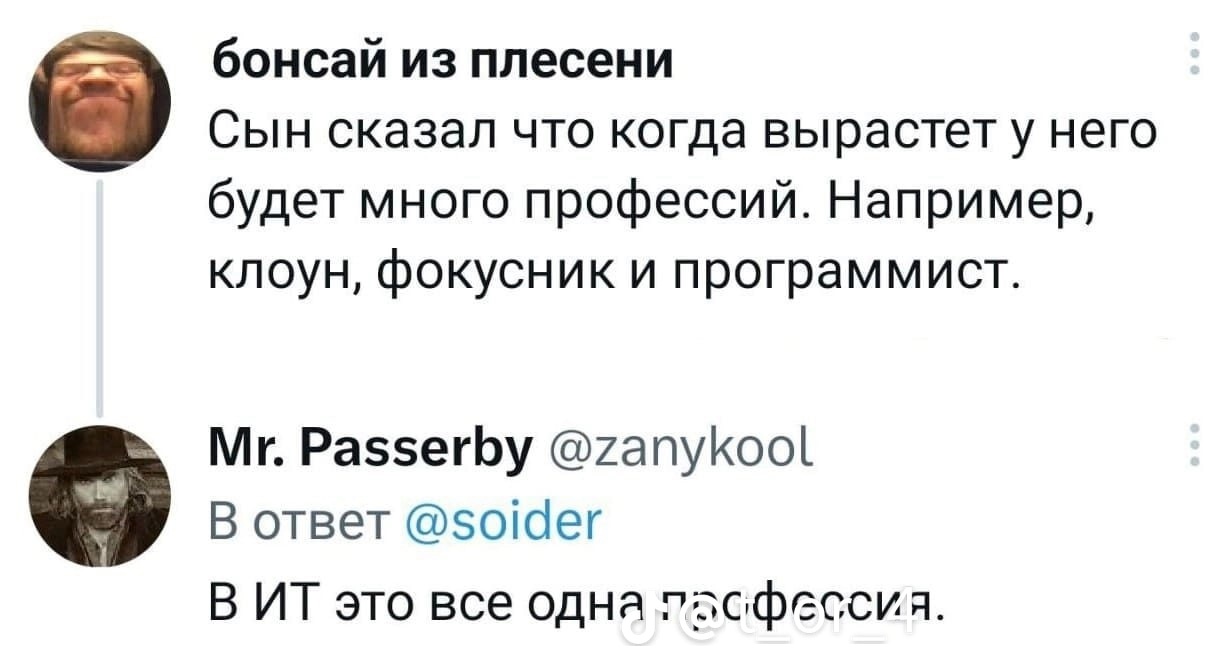 бонсай из плесени
Сын сказал что когда вырастет у него
будет много профессий. Например,
клоун, фокусник и программист.
Mr. Passerby @zanykool
В ответ @soider
В ИТ это все одна профессия.
@t_or_4